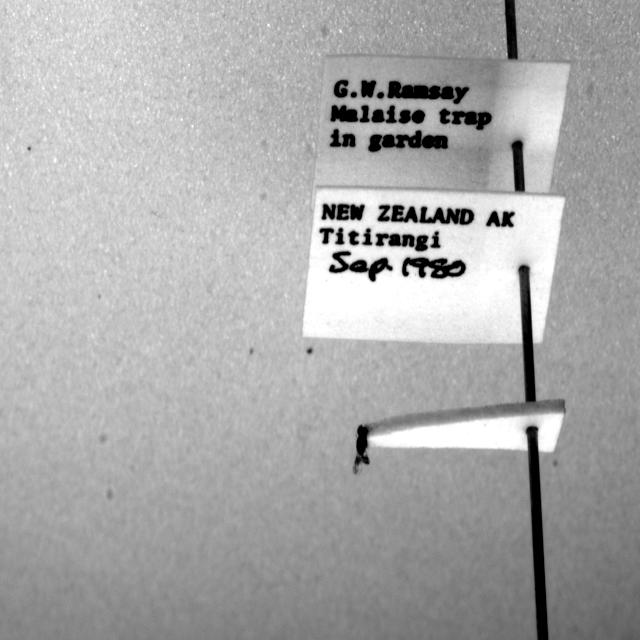 G.W.Ramsay
Malaise trap
in garden
NEW ZEALAND AK
Titirangi
Sep 1980